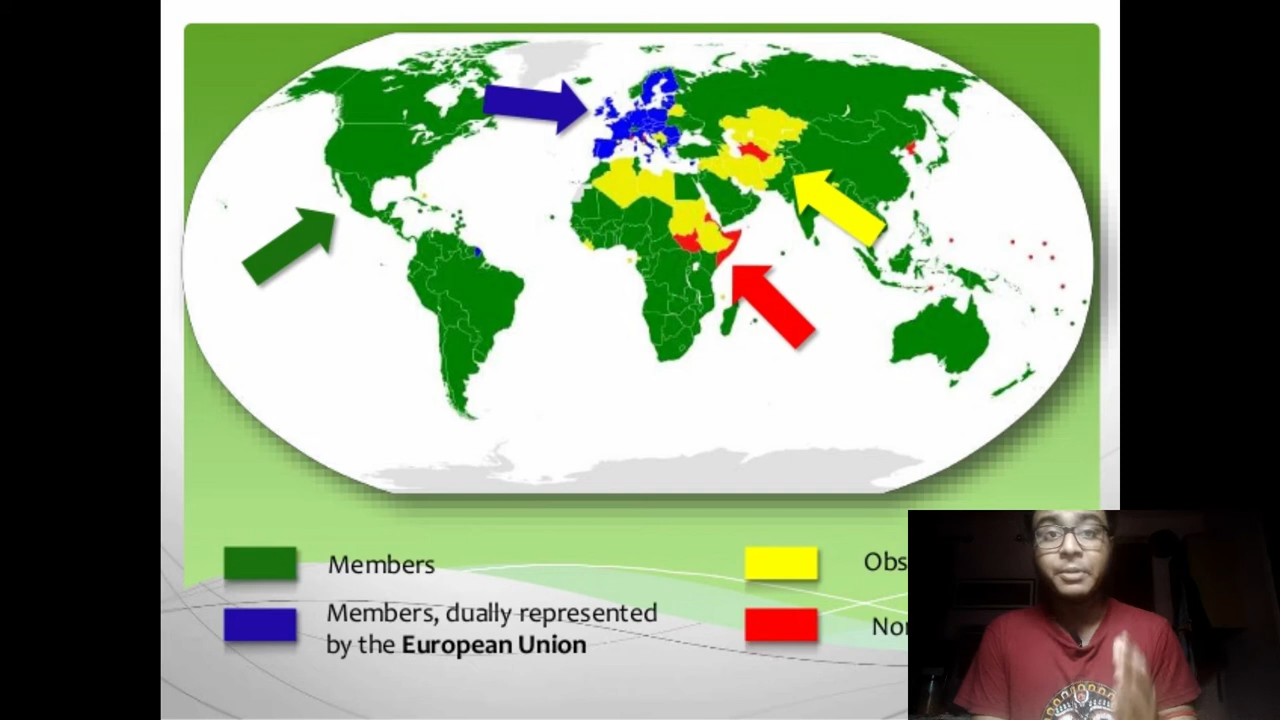 Members
Members, dually represented
by the European Union